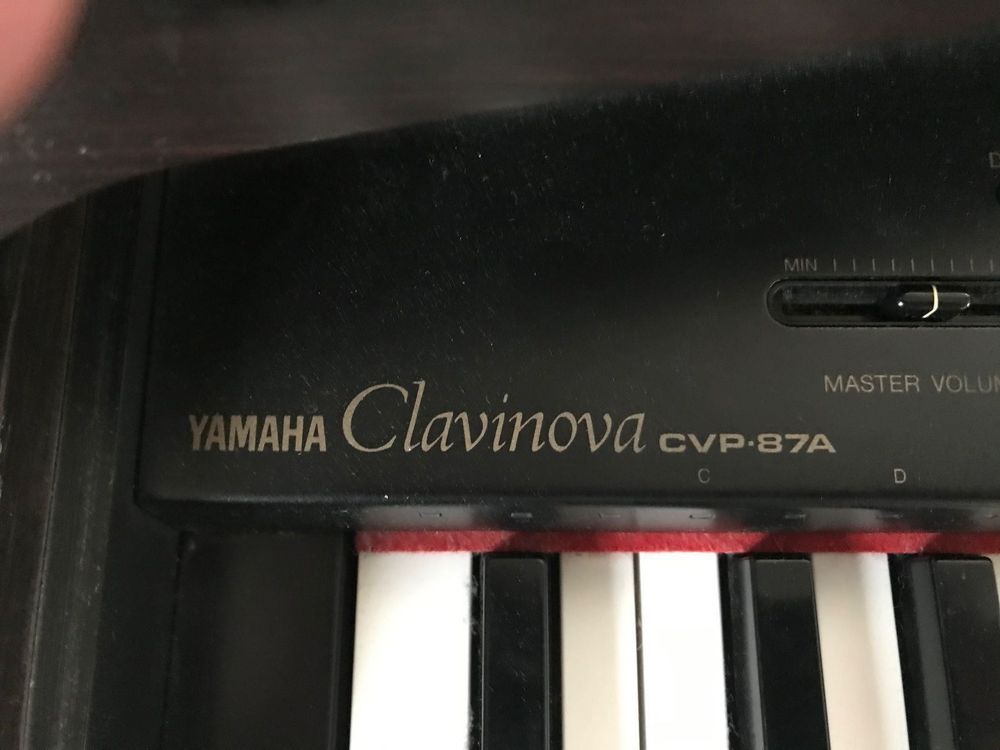 MIN
MASTER VOLUM
YAMAHA Clavinova CVP·87A
C D